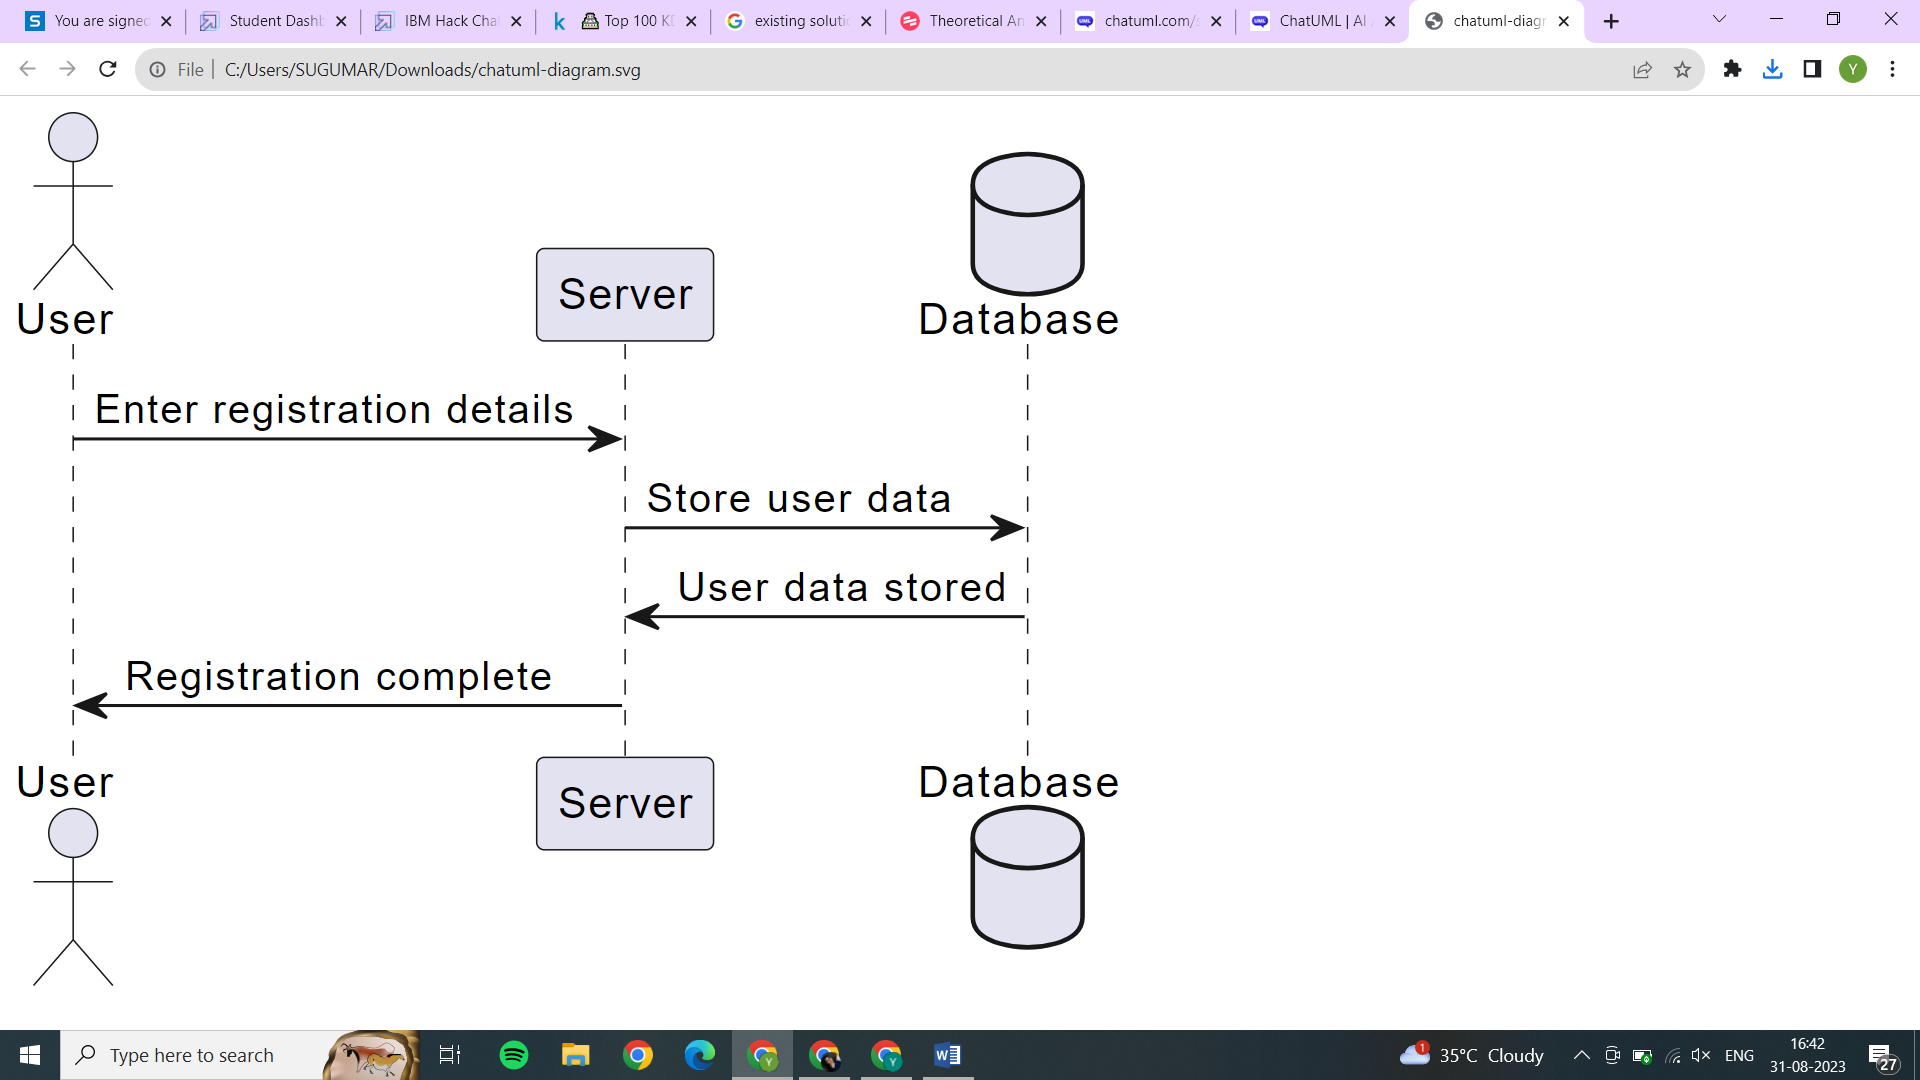 You are signed
Student Dashb
IBM Hack Chal
Top 100 K
existing soluti
Theoretical An
chatuml.com/s
ChatUML | AI
chatuml-diagr
File | C:/Users/SUGUMAR/Downloads/chatuml-diagram.svg
Y
User
Server
Database
Enter registration details
Store user data
User data stored
Registration complete
User
Server
Database
Type here to search
1
35°C Cloudy
ENG
16:42
31-08-2023
27